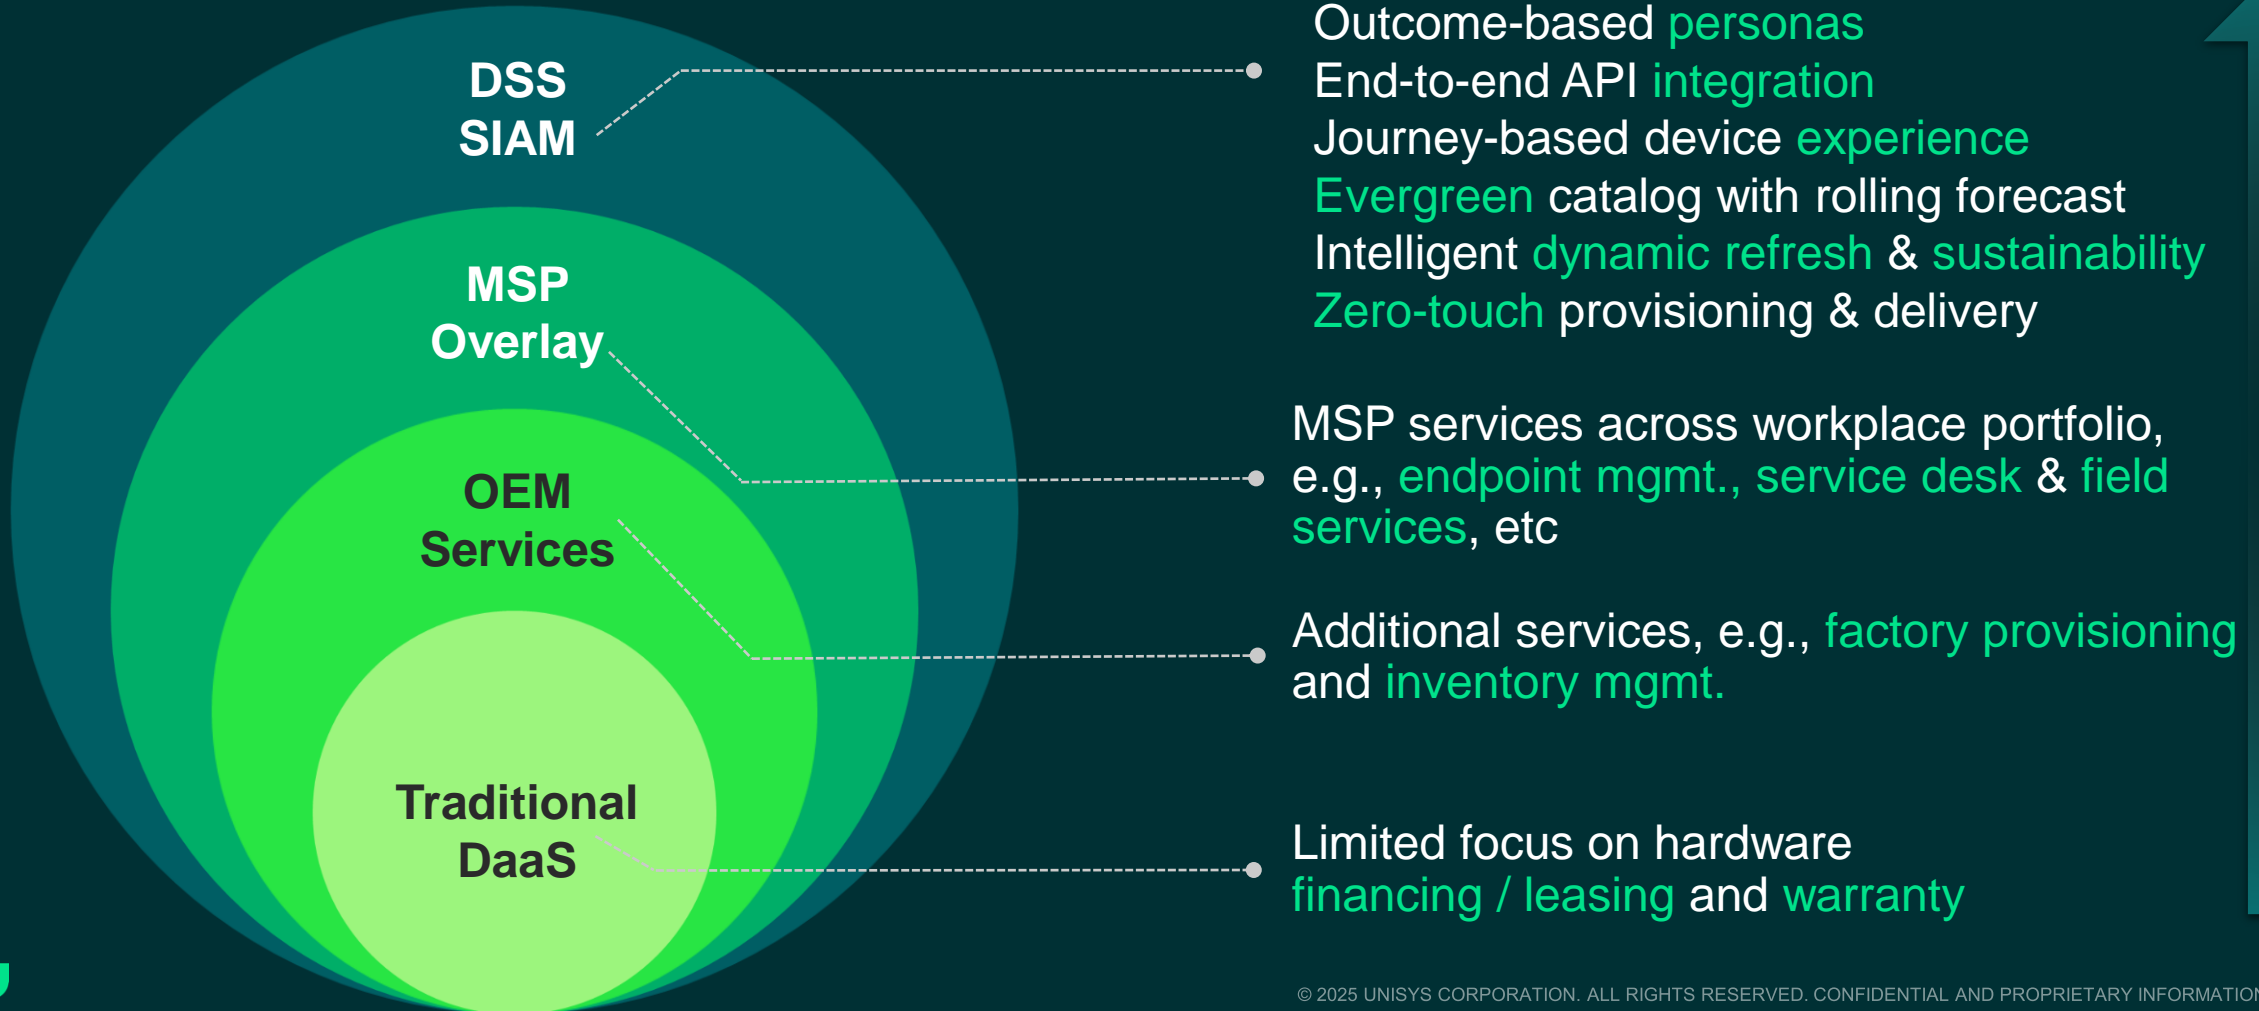 DSS
SIAM
Outcome-based personas
End-to-end API integration
Journey-based device experience
Evergreen catalog with rolling forecast
Intelligent dynamic refresh & sustainability
Zero-touch provisioning & delivery
MSP
Overlay
MSP services across workplace portfolio,
e.g., endpoint mgmt., service desk & field
services, etc
OEM
Services
Additional services, e.g., factory provisioning
and inventory mgmt.
Traditional
DaaS
Limited focus on hardware
financing / leasing and warranty
© 2025 UNISYS CORPORATION. ALL RIGHTS RESERVED. CONFIDENTIAL AND PROPRIETARY INFORMATION